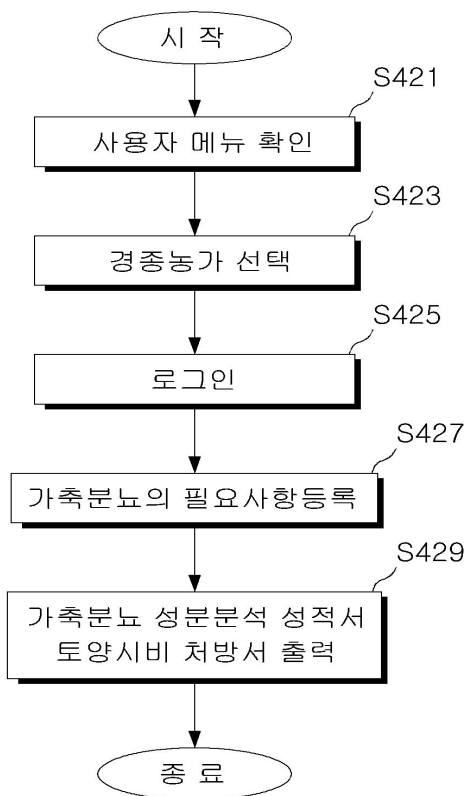 시 작
S421
사용자 메뉴 확인
S423
경종농가 선택
S425
로그인
S427
가축분뇨의 필요사항등록
S429
가축분뇨 성분분석 성적서
토양시비 처방서 출력
종 료